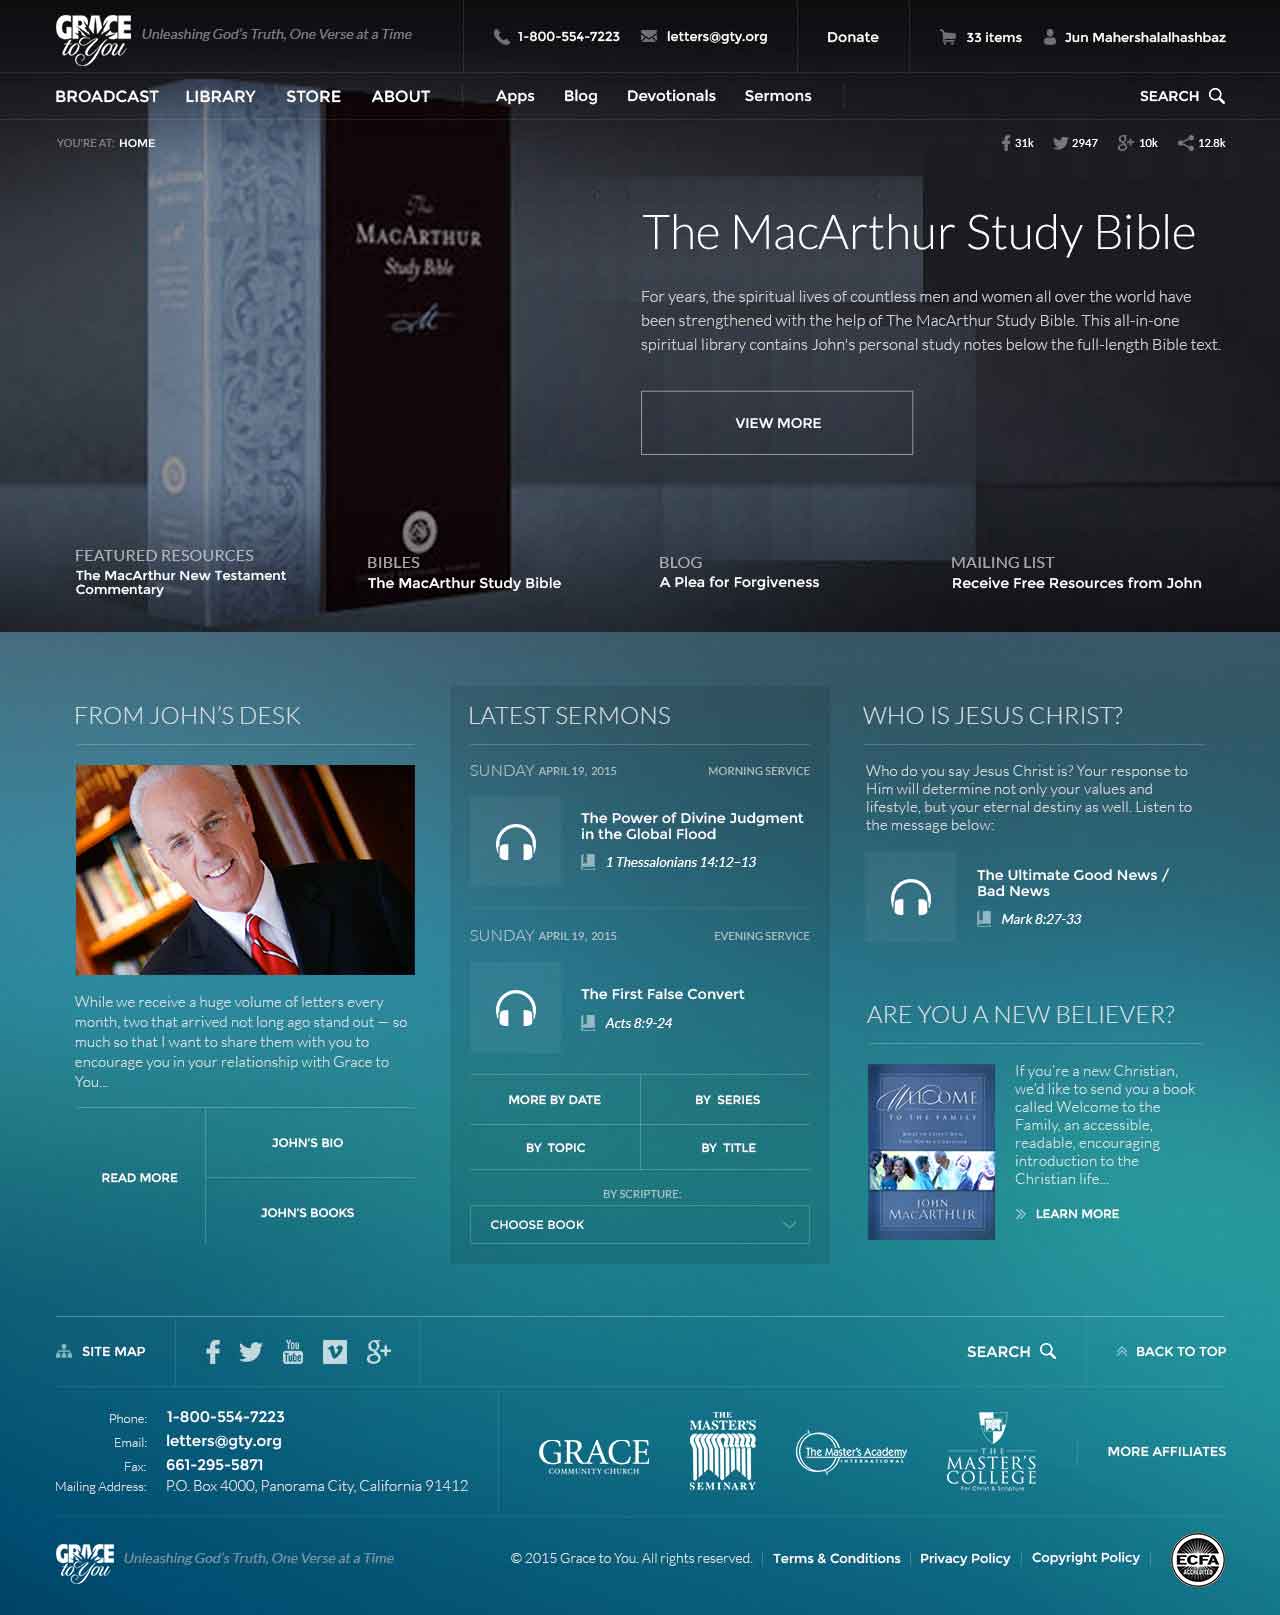 GRACE
to You
Unleashing God's Truth, One Verse at a Time
1-800-554-7223
letters@gty.org
Donate
33 items
Jun Mahershalalhashbaz
BROADCAST
LIBRARY
STORE
ABOUT
Apps
Blog
Devotionals
Sermons
SEARCH
YOU'RE AT: HOME
31k
2947
10k
12.8k
The
MACARTHUR
Study Bible
The MacArthur Study Bible
For years, the spiritual lives of countless men and women all over the world have
been strengthened with the help of The MacArthur Study Bible. This all-in-one
spiritual library contains John's personal study notes below the full-length Bible text.
VIEW MORE
FEATURED RESOURCES
The MacArthur New Testament
Commentary
BIBLES
The MacArthur Study Bible
BLOG
A Plea for Forgiveness
MAILING LIST
Receive Free Resources from John
FROM JOHN'S DESK
While we receive a huge volume of letters every
month, two that arrived not long ago stand out — so
much so that I want to share them with you to
encourage you in your relationship with Grace to
You...
READ MORE
JOHN'S BIO
JOHN'S BOOKS
LATEST SERMONS
SUNDAY APRIL 19, 2015
MORNING SERVICE
The Power of Divine Judgment
in the Global Flood
1 Thessalonians 14:12–13
SUNDAY APRIL 19, 2015
EVENING SERVICE
The First False Convert
Acts 8:9-24
MORE BY DATE
BY SERIES
BY TOPIC
BY TITLE
BY SCRIPTURE:
CHOOSE BOOK
WHO IS JESUS CHRIST?
Who do you say Jesus Christ is? Your response to
Him will determine not only your values and
lifestyle, but your eternal destiny as well. Listen to
the message below:
The Ultimate Good News /
Bad News
Mark 8:27-33
ARE YOU A NEW BELIEVER?
WELCOME
TO THE FAMILY
JOHN
MACARTHUR
If you're a new Christian,
we'd like to send you a book
called Welcome to the
Family, an accessible,
readable, encouraging
introduction to the
Christian life...
LEARN MORE
SITE MAP
You
Tube
SEARCH
BACK TO TOP
Phone: 1-800-554-7223
Email: letters@gty.org
Fax: 661-295-5871
Mailing Address: P.O. Box 4000, Panorama City, California 91412
GRACE
COMMUNITY CHURCH
THE
MASTER'S
SEMINARY
The Master's Academy
INTERNATIONAL
THE
MASTER'S
COLLEGE
For Christ & Scripture
MORE AFFILIATES
GRACE
to You
Unleashing God's Truth, One Verse at a Time
© 2015 Grace to You. All rights reserved.
Terms & Conditions
Privacy Policy
Copyright Policy
ECFA
ACCREDITED